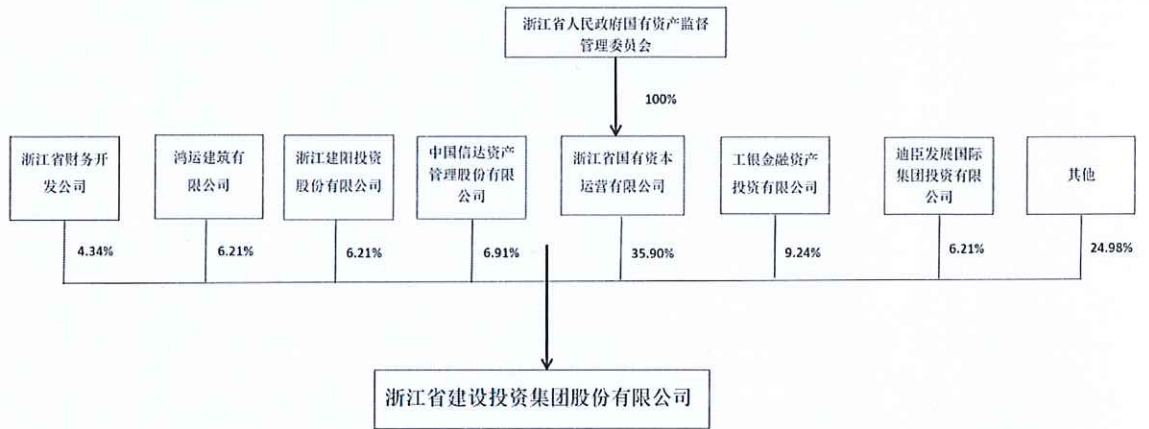 浙江省人民政府国有资产监督
管理委员会
100%
浙江省财务开
发公司
鸿运建筑有
限公司
浙江建阳投资
股份有限公司
中国信达资产
管理股份有限
公司
浙江省国有资本
运营有限公司
工银金融资产
投资有限公司
迪臣发展国际
集团投资有限
公司
其他
4.34%
6.21%
6.21%
6.91%
35.90%
9.24%
6.21%
24.98%
浙江省建设投资集团股份有限公司